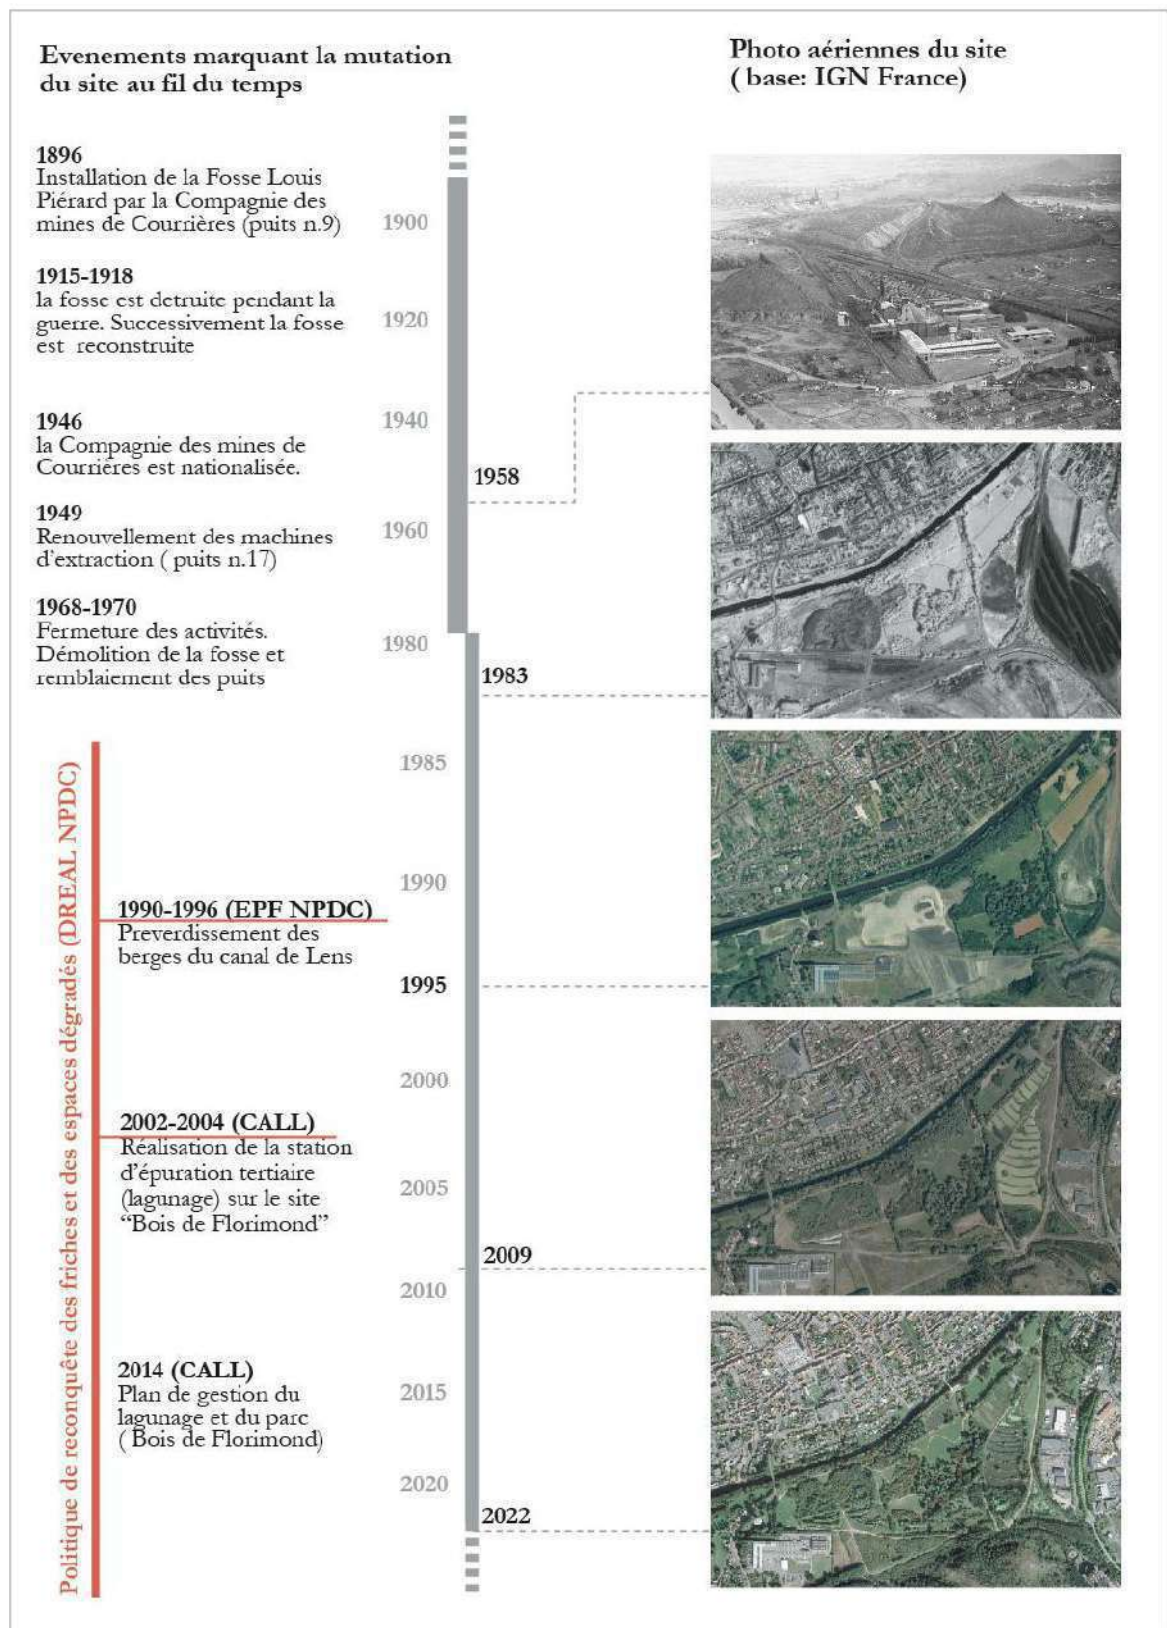 Evenements marquant la mutation
du site au fil du temps
Photo aériennes du site
( base: IGN France)
1896
Installation de la Fosse Louis
Piérard par la Compagnie des
mines de Courrières (puits n.9)
1900
1915-1918
la fosse est detruite pendant la
guerre. Successivement la fosse
est reconstruite
1920
1946
la Compagnie des mines de
Courrières est nationalisée.
1940
1958
1949
Renouvellement des machines
d'extraction ( puits n.17)
1960
1968-1970
Fermeture des activités.
Démolition de la fosse et
remblaiement des puits
1980
1983
Politique de reconquête des friches et des espaces dégradés (DREAL NPDC)
1985
1990
1990-1996 (EPF NPDC)
Preverdissement des
berges du canal de Lens
1995
2000
2002-2004 (CALL)
Réalisation de la station
d'épuration tertiaire
(lagunage) sur le site
“Bois de Florimond”
2005
2009
2010
2014 (CALL)
Plan de gestion du
lagunage et du parc
( Bois de Florimond)
2015
2020
2022